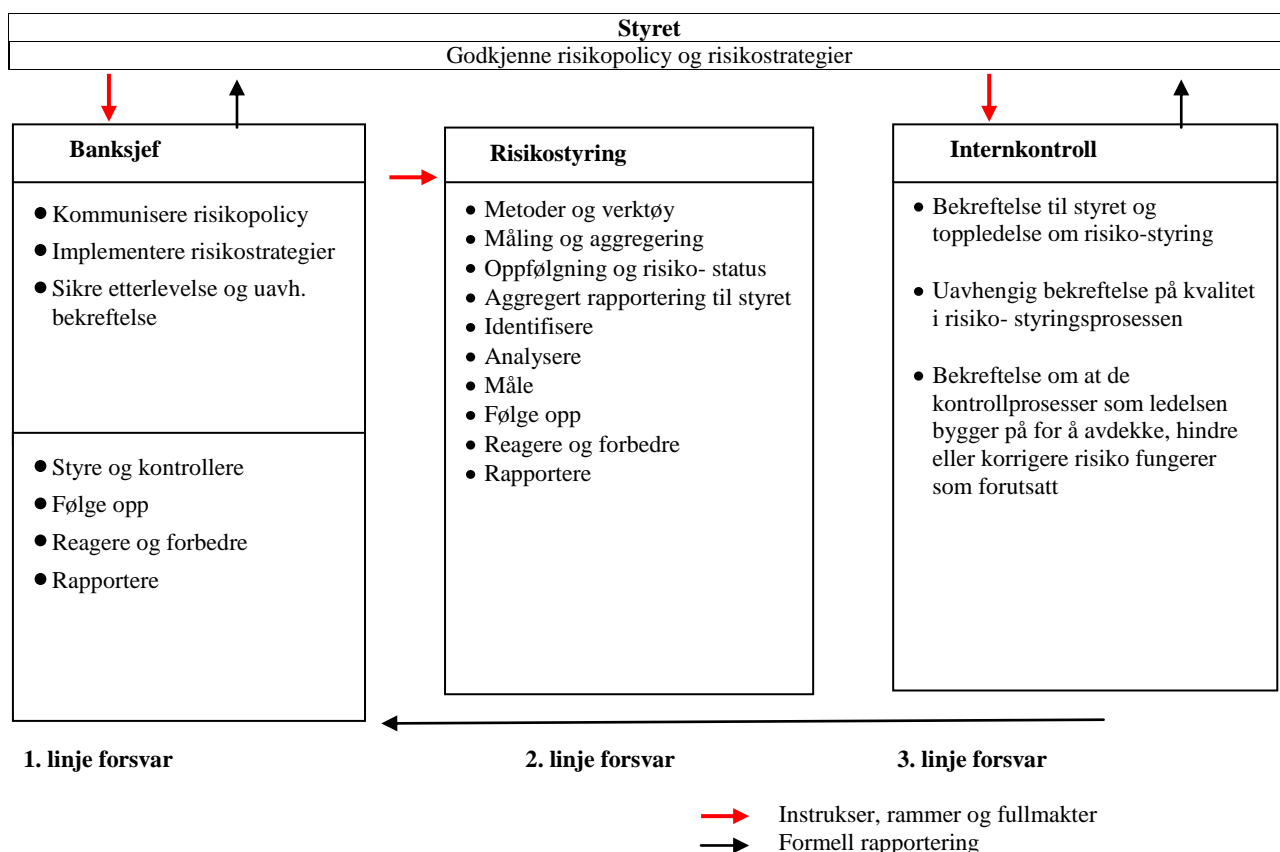 Styret
Godkjenne risikopolicy og risikostrategier
Banksjef
● Kommunisere risikopolicy
● Implementere risikostrategier
● Sikre etterlevelse og uavh.
bekreftelse
● Styre og kontrollere
● Følge opp
● Reagere og forbedre
● Rapportere
Risikostyring
• Metoder og verktøy
• Måling og aggregering
• Oppfølgning og risiko- status
• Aggregert rapportering til styret
• Identifisere
• Analysere
• Måle
• Følge opp
• Reagere og forbedre
• Rapportere
Internkontroll
• Bekreftelse til styret og
toppledelse om risiko-styring
• Uavhengig bekreftelse på kvalitet
i risiko- styringsprosessen
• Bekreftelse om at de
kontrollprosesser som ledelsen
bygger på for å avdekke, hindre
eller korrigere risiko fungerer
som forutsatt
1. linje forsvar
2. linje forsvar
3. linje forsvar
Instrukser, rammer og fullmakter
Formell rapportering